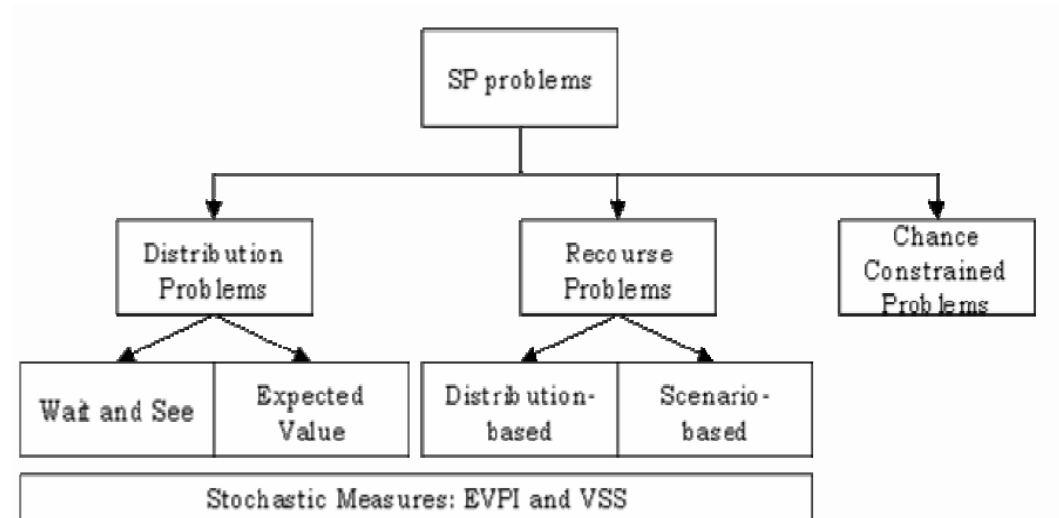 SP problems
Distribution
Problems
Recourse
Problems
Chance
Constrained
Problems
Wait and See
Expected
Value
Distribution-
based
Scenario-
based
Stochastic Measures: EVPI and VSS